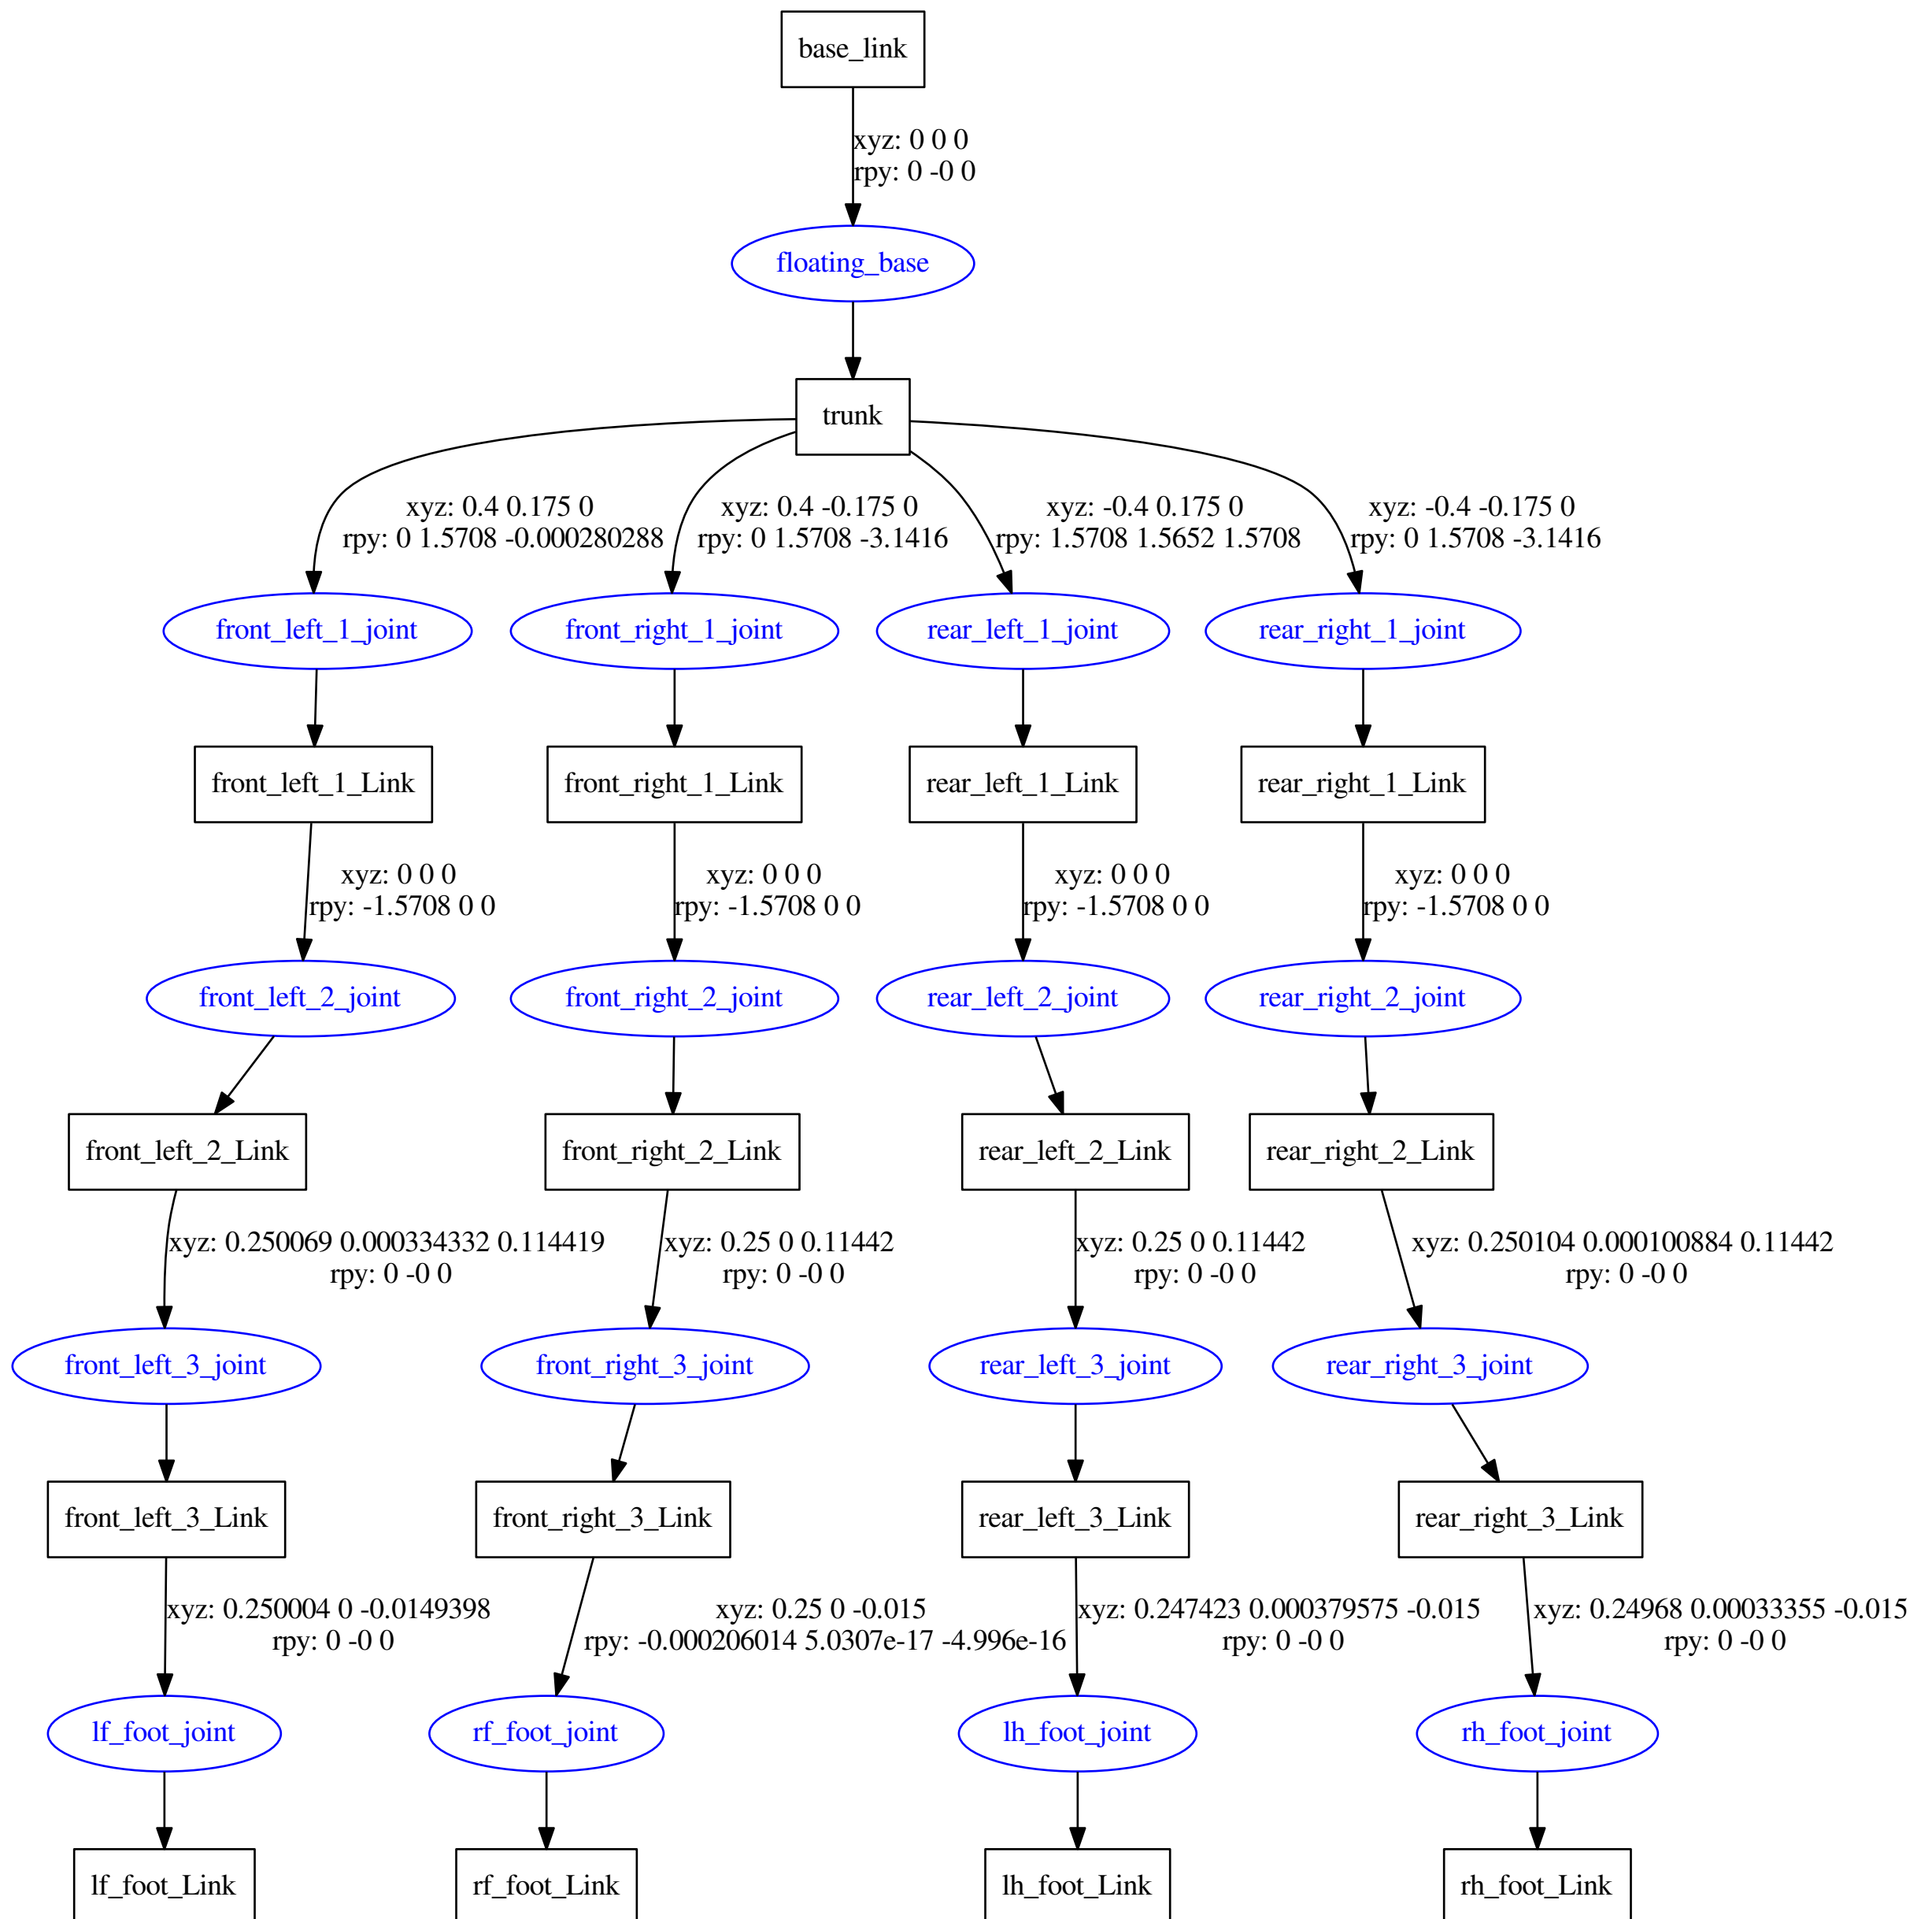 base_link
xyz: 0 0 0
rpy: 0 -0 0
floating_base
trunk
xyz: 0.4 0.175 0
rpy: 0 1.5708 -0.000280288
xyz: 0.4 -0.175 0
rpy: 0 1.5708 -3.1416
xyz: -0.4 0.175 0
rpy: 1.5708 1.5652 1.5708
xyz: -0.4 -0.175 0
rpy: 0 1.5708 -3.1416
front_left_1_joint
front_right_1_joint
rear_left_1_joint
rear_right_1_joint
front_left_1_Link
front_right_1_Link
rear_left_1_Link
rear_right_1_Link
xyz: 0 0 0
rpy: -1.5708 0 0
xyz: 0 0 0
rpy: -1.5708 0 0
xyz: 0 0 0
rpy: -1.5708 0 0
xyz: 0 0 0
rpy: -1.5708 0 0
front_left_2_joint
front_right_2_joint
rear_left_2_joint
rear_right_2_joint
front_left_2_Link
front_right_2_Link
rear_left_2_Link
rear_right_2_Link
xyz: 0.250069 0.000334332 0.114419
rpy: 0 -0 0
xyz: 0.25 0 0.11442
rpy: 0 -0 0
xyz: 0.25 0 0.11442
rpy: 0 -0 0
xyz: 0.250104 0.000100884 0.11442
rpy: 0 -0 0
front_left_3_joint
front_right_3_joint
rear_left_3_joint
rear_right_3_joint
front_left_3_Link
front_right_3_Link
rear_left_3_Link
rear_right_3_Link
xyz: 0.250004 0 -0.0149398
rpy: 0 -0 0
xyz: 0.25 0 -0.015
rpy: -0.000206014 5.0307e-17 -4.996e-16
xyz: 0.247423 0.000379575 -0.015
rpy: 0 -0 0
xyz: 0.24968 0.00033355 -0.015
rpy: 0 -0 0
lf_foot_joint
rf_foot_joint
lh_foot_joint
rh_foot_joint
lf_foot_Link
rf_foot_Link
lh_foot_Link
rh_foot_Link